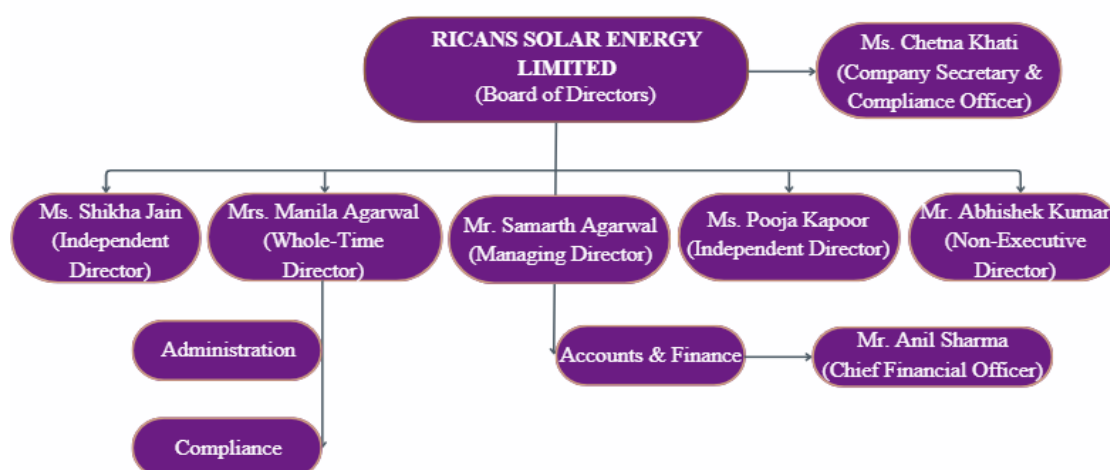 RICANS SOLAR ENERGY
LIMITED
(Board of Directors)
Ms. Chetna Khati
(Company Secretary &
Compliance Officer)
Ms. Shikha Jain
(Independent
Director)
Mrs. Manila Agarwal
(Whole-Time
Director)
Mr. Samarth Agarwal
(Managing Director)
Ms. Pooja Kapoor
(Independent Director)
Mr. Abhishek Kumar
(Non-Executive
Director)
Administration
Accounts & Finance
Mr. Anil Sharma
(Chief Financial Officer)
Compliance